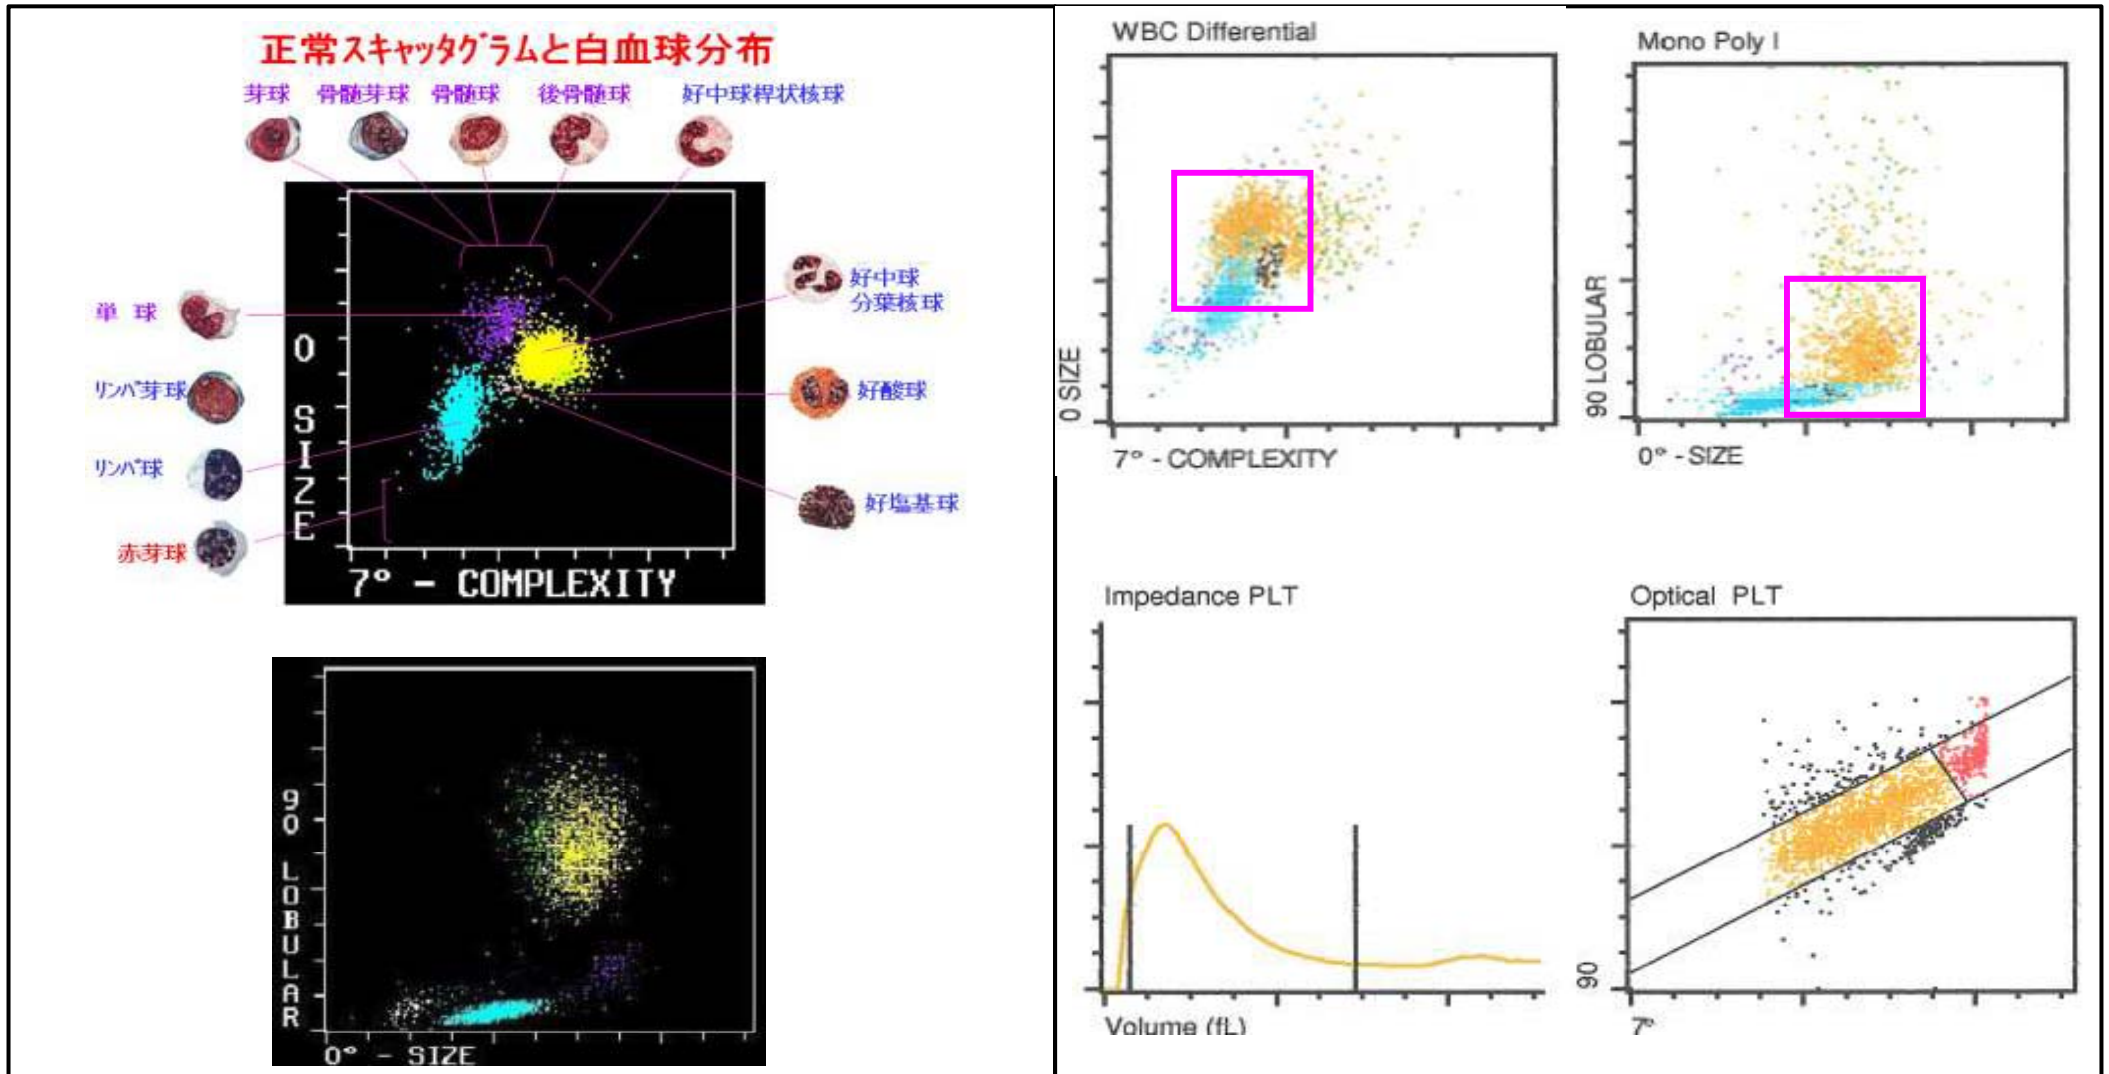 正常スキャッタグラムと白血球分布
芽球 骨髄芽球 骨髄球 後骨髄球 好中球桿状核球
単 球
リンパ芽球
リンパ球
赤芽球
好中球
分葉核球
好酸球
好塩基球
0 SIZE
7° - COMPLEXITY
90 LOBULAR
0° - SIZE
WBC Differential
0 SIZE
7° - COMPLEXITY
Mono Poly I
90 LOBULAR
0° - SIZE
Impedance PLT
Volume (fL)
Optical PLT
90
7°